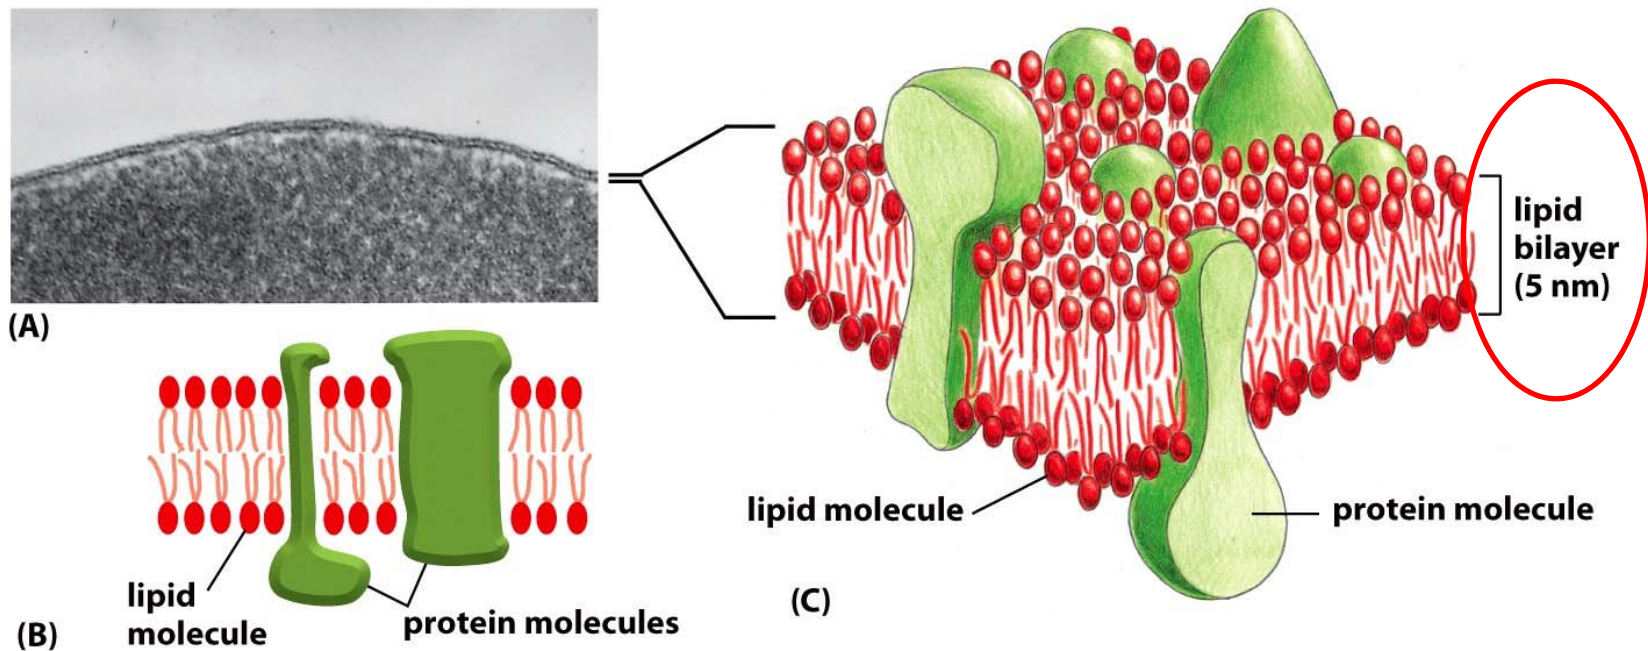 (A)
lipid
molecule
protein molecules
(B)
lipid
bilayer
(5 nm)
lipid molecule
protein molecule
(C)